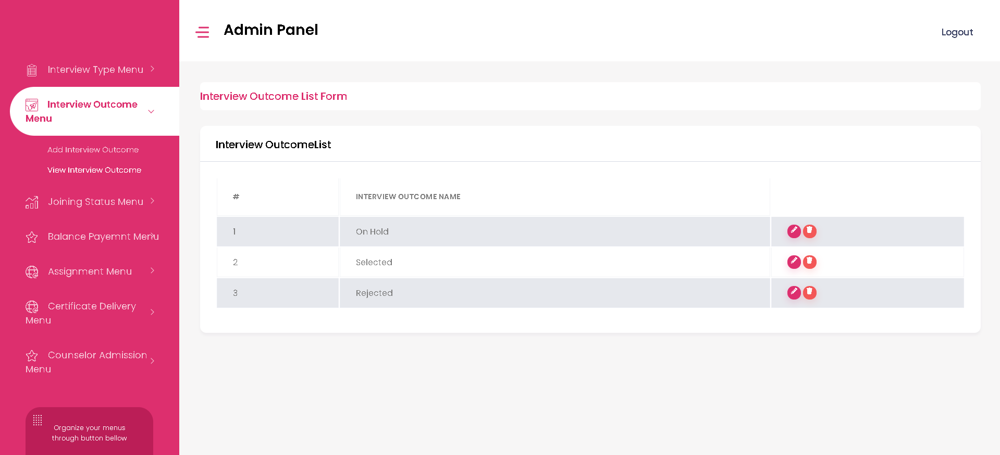 Admin Panel
Logout
Interview Type Menu
Interview Outcome
Menu
Add Interview Outcome
View Interview Outcome
Joining Status Menu
Balance Payemnt Menu
Assignment Menu
Certificate Delivery
Menu
Counselor Admission
Menu
Organize your menus
through button bellow
Interview Outcome List Form
Interview OutcomeList
# INTERVIEW OUTCOME NAME
1 On Hold
2 Selected
3 Rejected